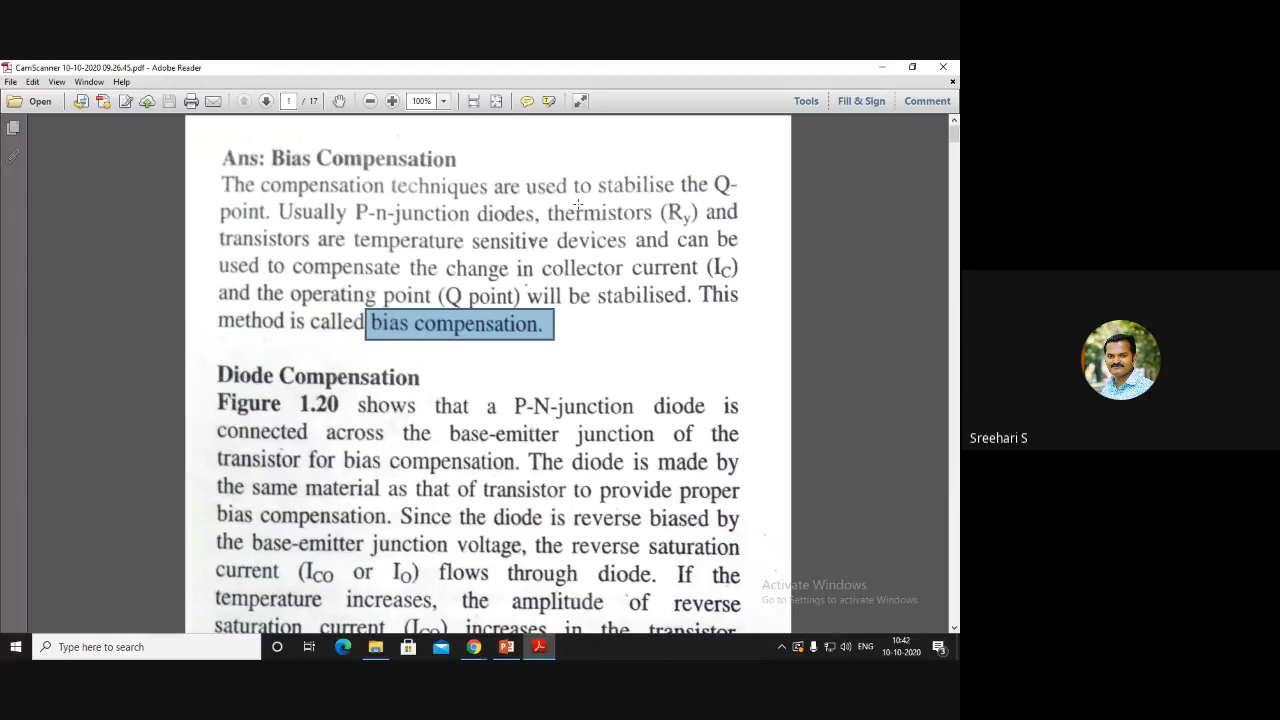 CamScanner 10-10-2020 09.26.45.pdf - Adobe Reader
File Edit View Window Help
Open 1 / 17 100% Tools Fill & Sign Comment
Ans: Bias Compensation
The compensation techniques are used to stabilise the Q-
point. Usually P-n-junction diodes, thermistors (Ry) and
transistors are temperature sensitive devices and can be
used to compensate the change in collector current (IC)
and the operating point (Q point) will be stabilised. This
method is called bias compensation.
Diode Compensation
Figure 1.20 shows that a P-N-junction diode is
connected across the base-emitter junction of the
transistor for bias compensation. The diode is made by
the same material as that of transistor to provide proper
bias compensation. Since the diode is reverse biased by
the base-emitter junction voltage, the reverse saturation
current (ICO or IO) flows through diode. If the
temperature increases, the amplitude of reverse
saturation current (ICO) increases in the transistor.
Activate Windows
Go to Settings to activate Windows.
Sreehari S
Type here to search
ENG
10:42
10-10-2020
3